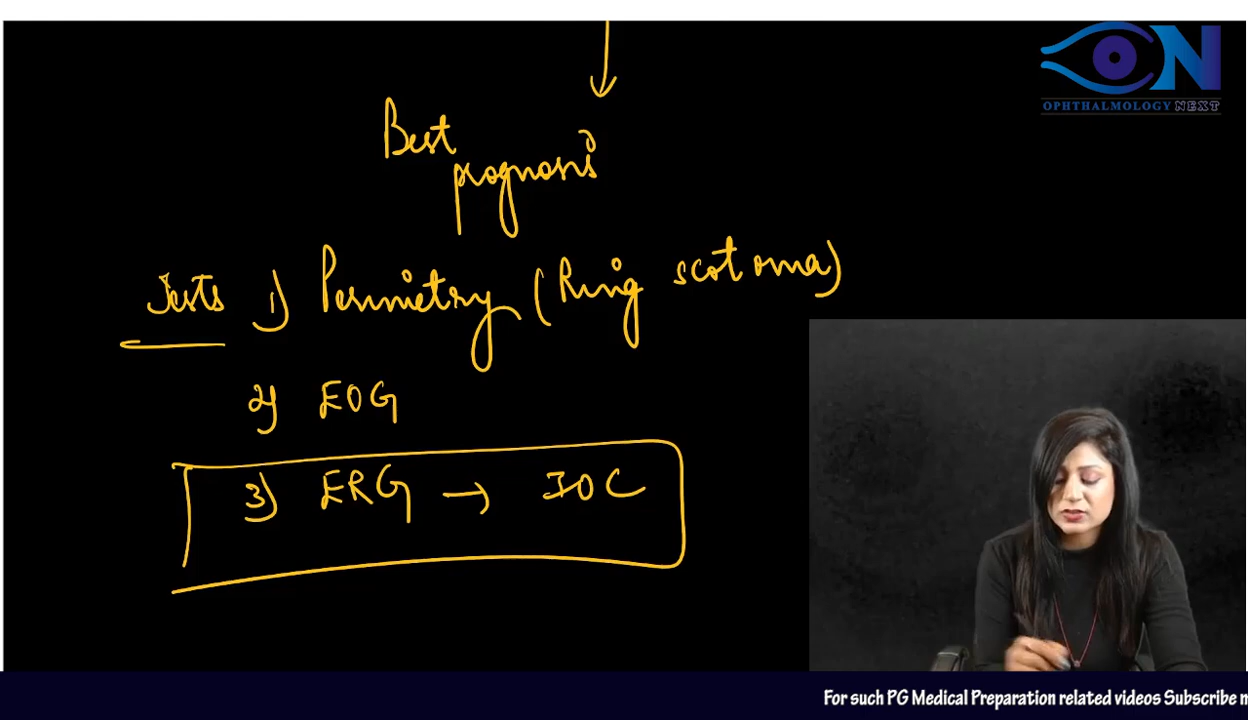 ON
OPHTHALMOLOGY NEXT
Best
prognosis
Tests 1) Perimetry (Ring scotoma)
2) EOG
3) ERG → IOC
For such PG Medical Preparation related videos Subscribe m